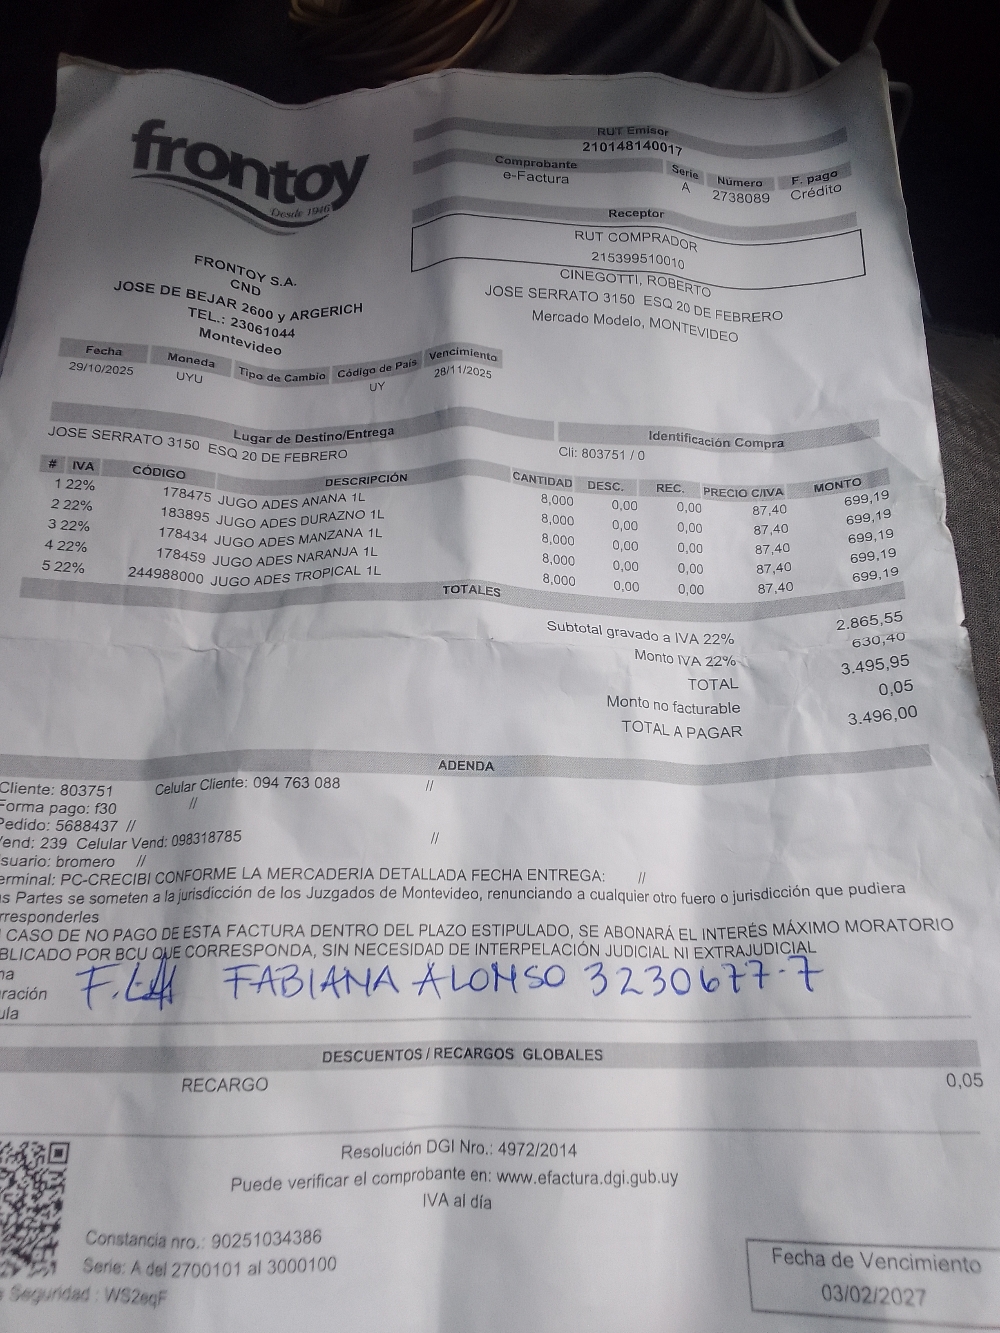 frontoy
Desde 1946
FRONTOY S.A.
CND
JOSE DE BEJAR 2600 y ARGERICH
TEL.: 23061044
Montevideo
RUT Emisor
210148140017
Comprobante Serie Número F. pago
e-Factura A 2738089 Crédito
Receptor
RUT COMPRADOR
215399510010
CINEGOTTI, ROBERTO
JOSE SERRATO 3150 ESQ 20 DE FEBRERO
Mercado Modelo, MONTEVIDEO
Fecha Moneda Tipo de Cambio Código de País Vencimiento
29/10/2025 UYU UY 28/11/2025
Lugar de Destino/Entrega Identificación Compra
JOSE SERRATO 3150 ESQ 20 DE FEBRERO Cli: 803751 / 0
# IVA CÓDIGO DESCRIPCIÓN CANTIDAD DESC. REC. PRECIO C/IVA MONTO
1 22% 178475 JUGO ADES ANANA 1L 8,000 0,00 0,00 87,40 699,19
2 22% 183895 JUGO ADES DURAZNO 1L 8,000 0,00 0,00 87,40 699,19
3 22% 178434 JUGO ADES MANZANA 1L 8,000 0,00 0,00 87,40 699,19
4 22% 178459 JUGO ADES NARANJA 1L 8,000 0,00 0,00 87,40 699,19
5 22% 244988000 JUGO ADES TROPICAL 1L 8,000 0,00 0,00 87,40 699,19
TOTALES
Subtotal gravado a IVA 22% 2.865,55
Monto IVA 22% 630,40
TOTAL 3.495,95
Monto no facturable 0,05
TOTAL A PAGAR 3.496,00
ADENDA
Cliente: 803751 Celular Cliente: 094 763 088 //
Forma pago: f30 //
Pedido: 5688437 //
Vend: 239 Celular Vend: 098318785 //
suario: bromero //
erminal: PC-CRECIBI CONFORME LA MERCADERIA DETALLADA FECHA ENTREGA: //
s Partes se someten a la jurisdicción de los Juzgados de Montevideo, renunciando a cualquier otro fuero o jurisdicción que pudiera
rresponderles
CASO DE NO PAGO DE ESTA FACTURA DENTRO DEL PLAZO ESTIPULADO, SE ABONARÁ EL INTERÉS MÁXIMO MORATORIO
BLICADO POR BCU QUE CORRESPONDA, SIN NECESIDAD DE INTERPELACIÓN JUDICIAL NI EXTRAJUDICIAL
ma
ración FABIANA ALONSO 3230677-7
ula
DESCUENTOS / RECARGOS GLOBALES
RECARGO 0,05
Resolución DGI Nro.: 4972/2014
Puede verificar el comprobante en: www.efactura.dgi.gub.uy
IVA al día
Constancia nro.: 90251034386
Serie: A del 2700101 al 3000100
Seguridad : WS2eqF
Fecha de Vencimiento
03/02/2027